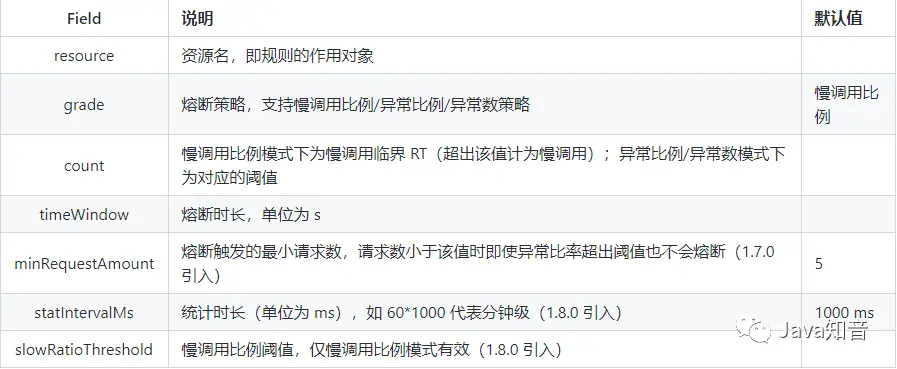 Field 说明 默认值
resource 资源名，即规则的作用对象
grade 熔断策略，支持慢调用比例/异常比例/异常数策略 慢调用比
例
count 慢调用比例模式下为慢调用临界 RT（超出该值计为慢调用）；异常比例/异常数模式下
为对应的阈值
timeWindow 熔断时长，单位为 s
minRequestAmount 熔断触发的最小请求数，请求数小于该值时即使异常比率超出阈值也不会熔断（1.7.0
引入） 5
statIntervalMs 统计时长（单位为 ms），如 60*1000 代表分钟级（1.8.0 引入） 1000 ms
Java知音
slowRatioThreshold 慢调用比例阈值，仅慢调用比例模式有效（1.8.0 引入）